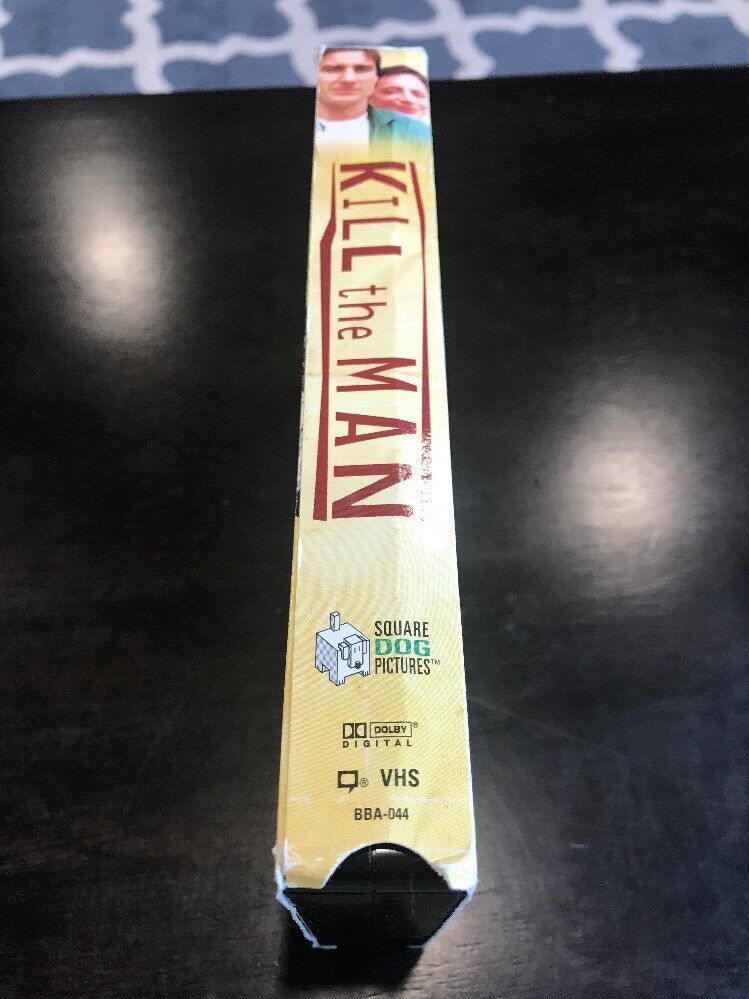 KILL the MAN
SQUARE
DOG
PICTURES™
DOLBY®
DIGITAL
® VHS
BBA-044